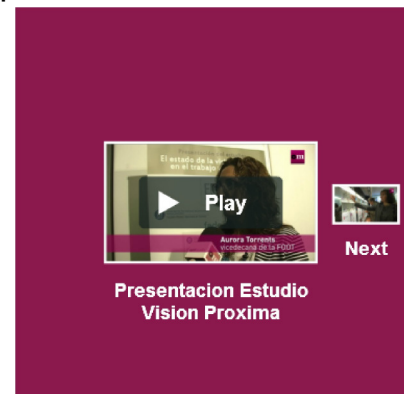 El estado de la
en el trabajo
Play
Aurora Torrents
vicedecana de la FOOT
Next
Presentacion Estudio
Vision Proxima